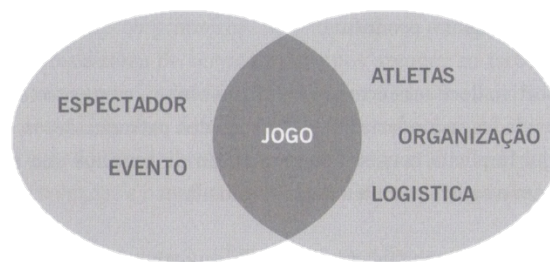 ESPECTADOR
EVENTO
JOGO
ATLETAS
ORGANIZAÇÃO
LOGISTICA